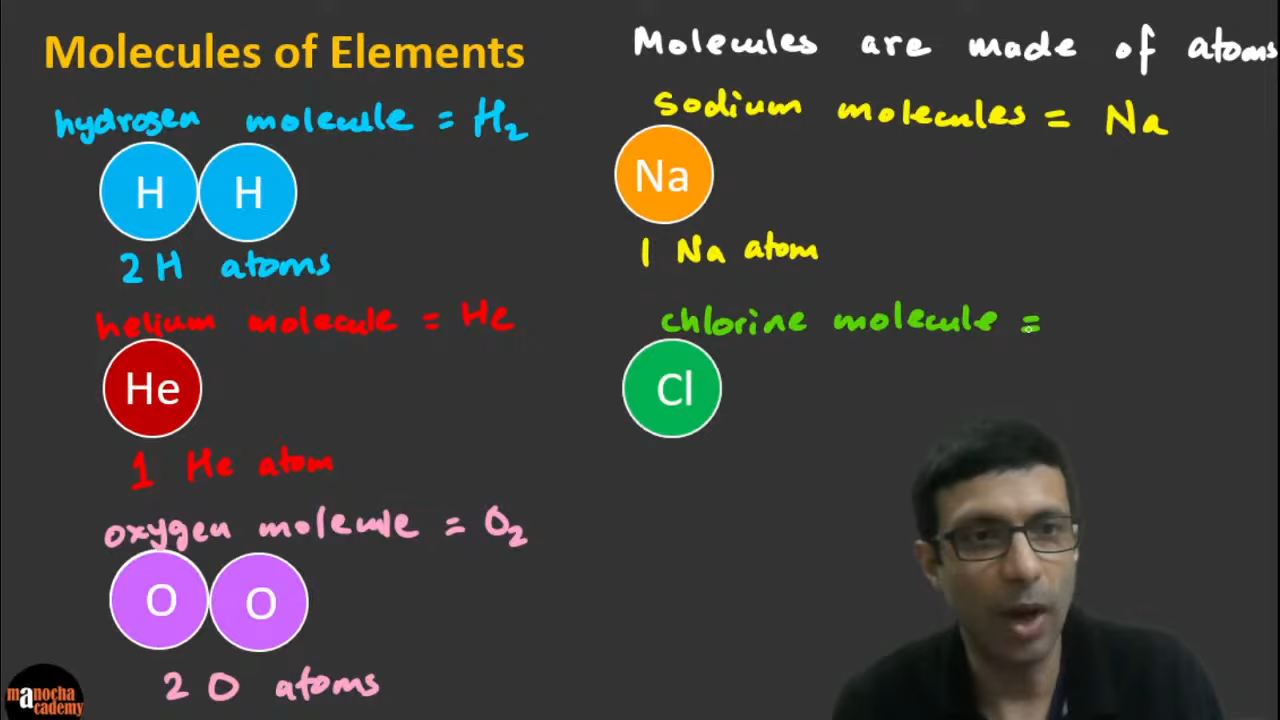 Molecules of Elements
hydrogen molecule = H₂
H H
2 H atoms
helium molecule = He
He
1 He atom
oxygen molecule = O₂
O O
2 O atoms
Molecules are made of atoms
sodium molecules = Na
Na
1 Na atom
chlorine molecule =
Cl
manocha
academy